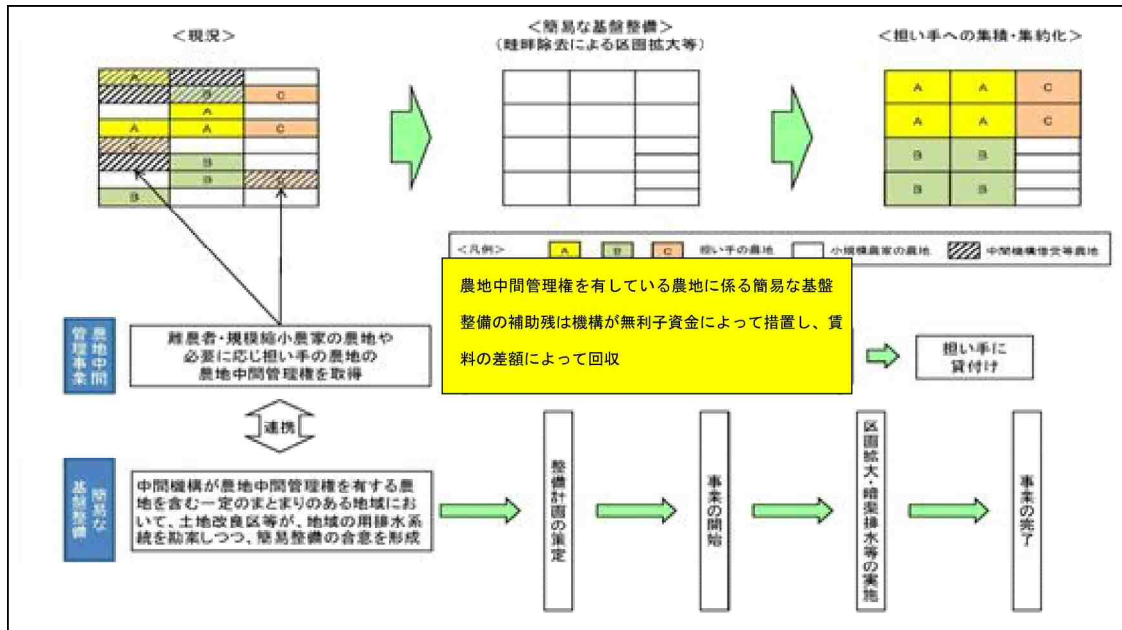 <現況>
<簡易な基盤整備>
(畦畔除去による区画拡大等)
<担い手への集積・集約化>
A
B
C
A
A
A
C
C
B
B
C
B
A
A
C
A
A
C
B
B
B
B
<凡例>
A
B
C
担い手の農地
小規模農家の農地
中間機構借受等農地
農地中間管理権を有している農地に係る簡易な基盤
整備の補助残は機構が無利子資金によって措置し、賃
料の差額によって回収
農地中間
管理事業
離農者・規模縮小農家の農地や
必要に応じ担い手の農地の
農地中間管理権を取得
担い手に
貸付け
連携
簡易な
基盤整備
中間機構が農地中間管理権を有する農
地を含む一定のまとまりのある地域にお
いて、土地改良区等が、地域の用排水系
統を勘案しつつ、簡易整備の合意を形成
整備計画の策定
事業の開始
区画拡大・暗渠排水等の実施
事業の完了